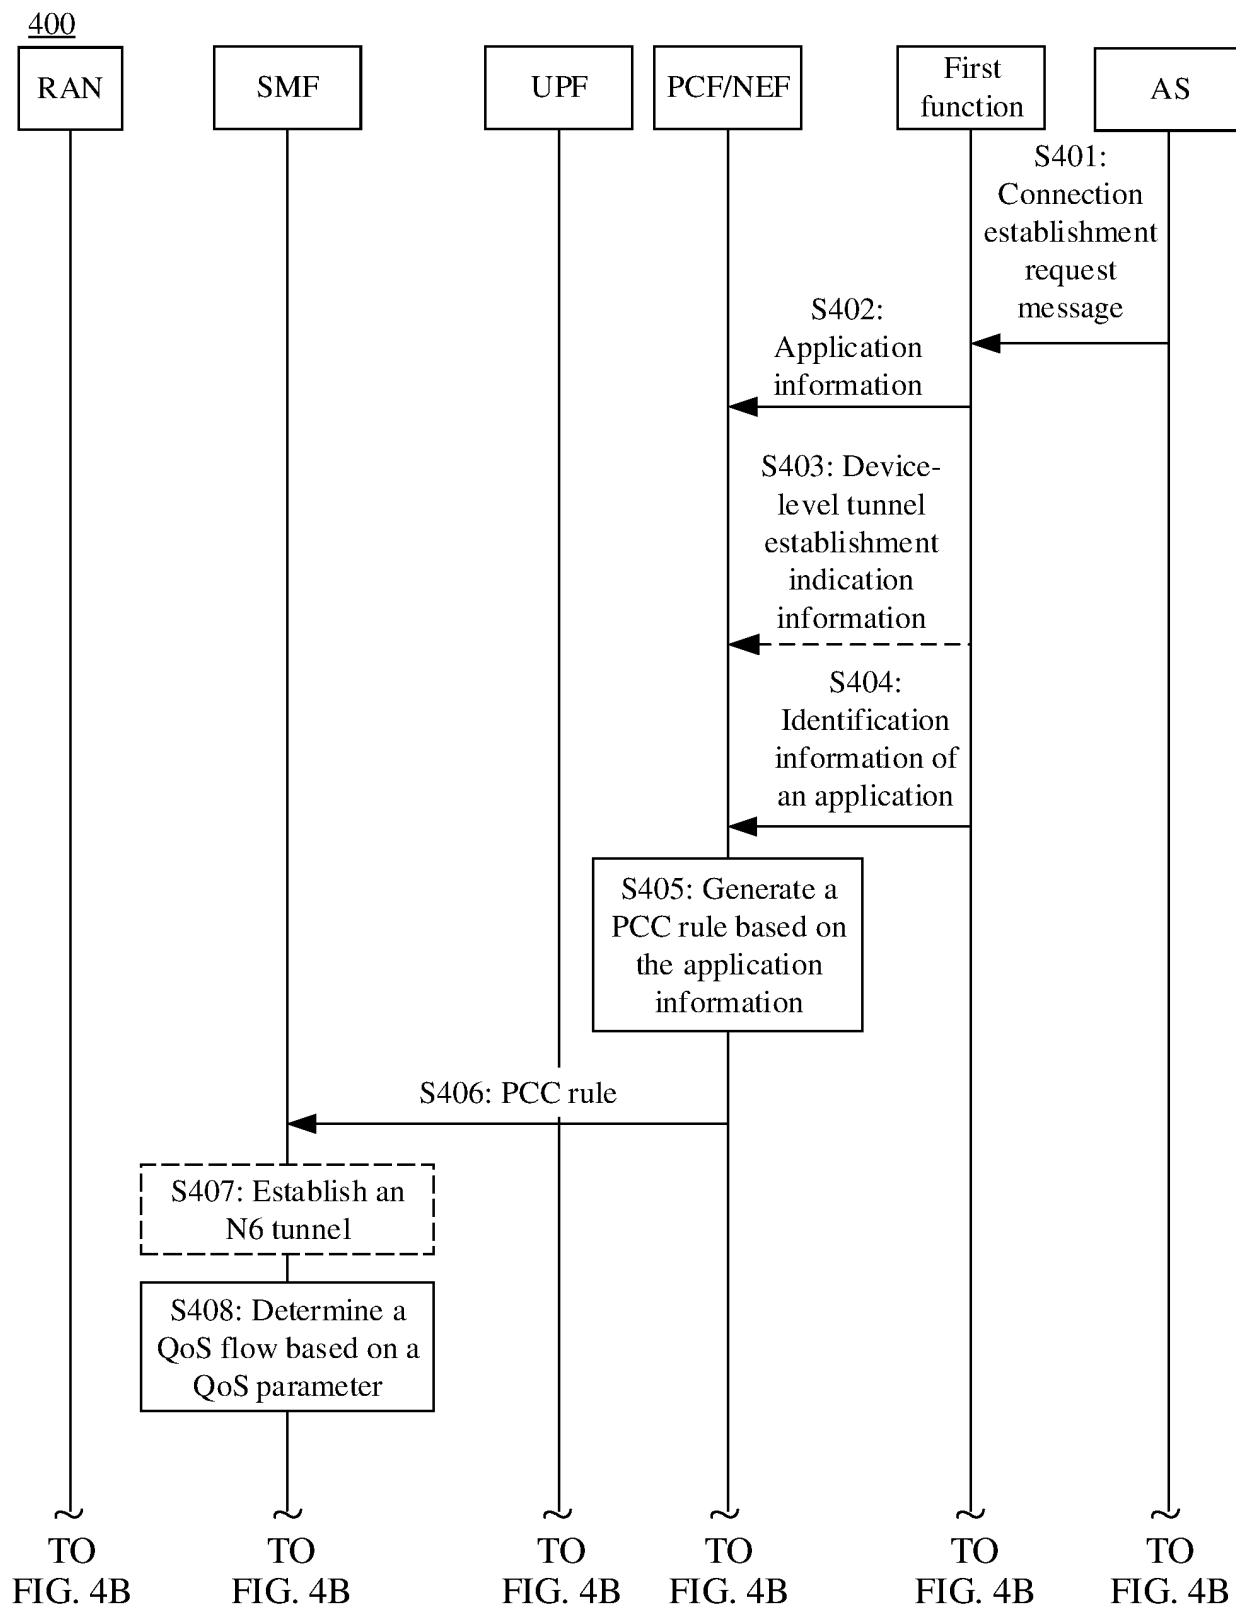 400
RAN
SMF
UPF
PCF/NEF
First
function
AS
S401:
Connection
establishment
request
message
S402:
Application
information
S403: Device-
level tunnel
establishment
indication
information
S404:
Identification
information of
an application
S405: Generate a
PCC rule based on
the application
information
S406: PCC rule
S407: Establish an
N6 tunnel
S408: Determine a
QoS flow based on a
QoS parameter
TO
FIG. 4B
TO
FIG. 4B
TO
FIG. 4B
TO
FIG. 4B
TO
FIG. 4B
TO
FIG. 4B